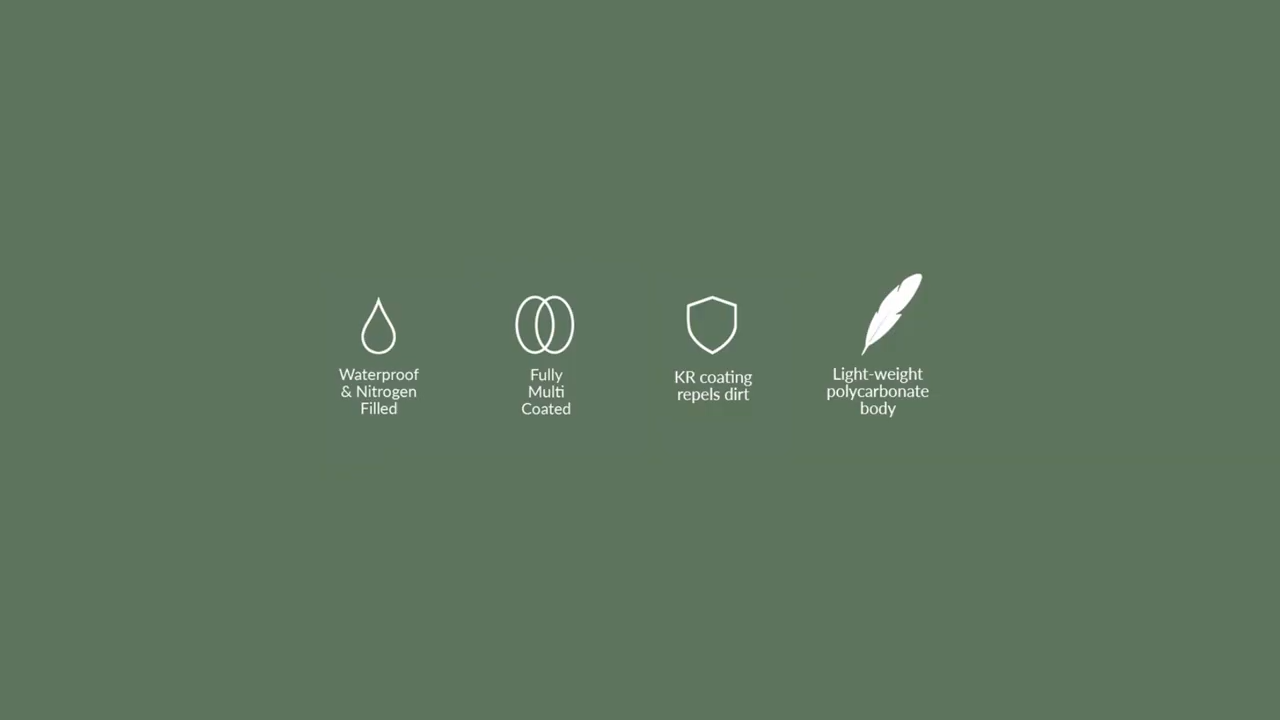 Waterproof
& Nitrogen
Filled
Fully
Multi
Coated
KR coating
repels dirt
Light-weight
polycarbonate
body